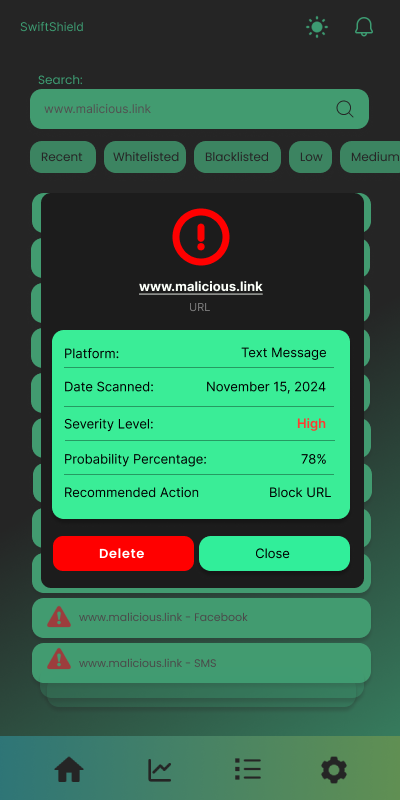 SwiftShield
Search:
www.malicious.link
Recent Whitelisted Blacklisted Low Medium
www.malicious.link
URL
Platform: Text Message
Date Scanned: November 15, 2024
Severity Level: High
Probability Percentage: 78%
Recommended Action Block URL
Delete Close
www.malicious.link - Facebook
www.malicious.link - SMS